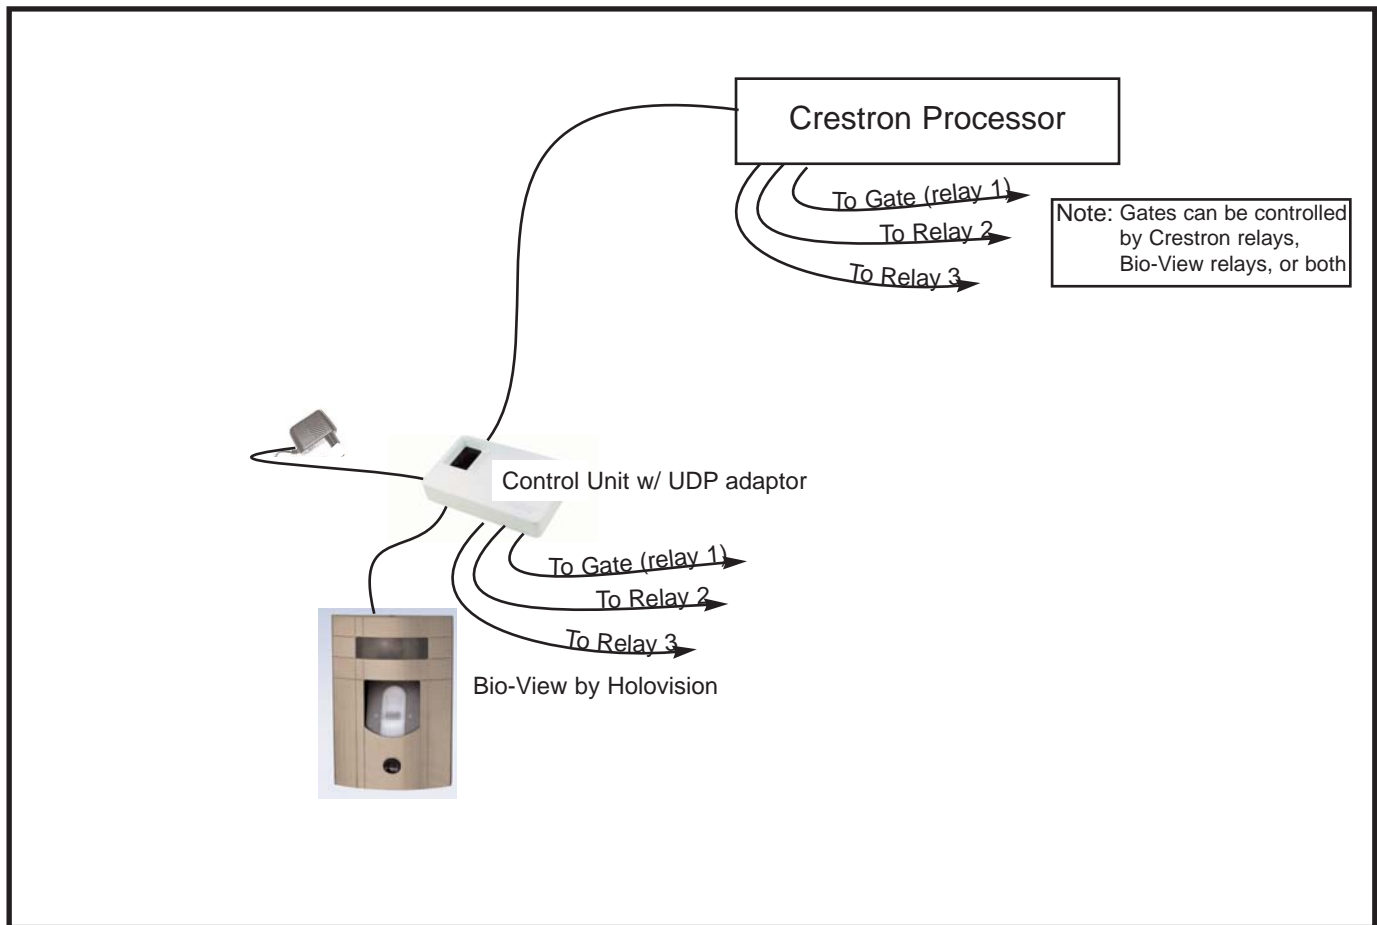 Crestron Processor
To Gate (relay 1)
To Relay 2
To Relay 3
Note: Gates can be controlled
by Crestron relays,
Bio-View relays, or both
Control Unit w/ UDP adaptor
To Gate (relay 1)
To Relay 2
To Relay 3
Bio-View by Holovision